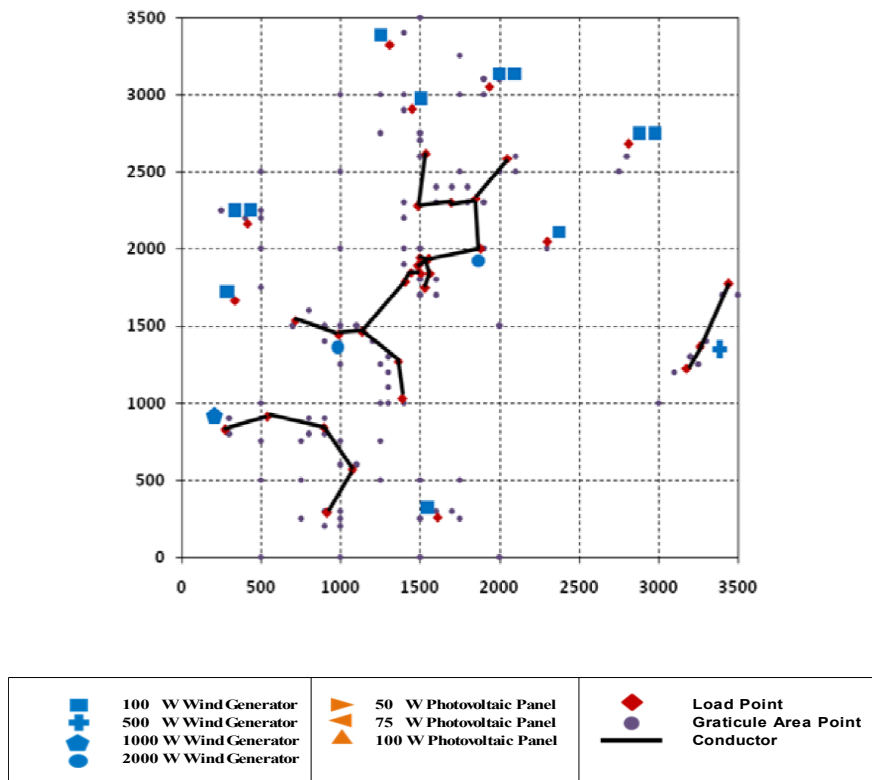 3500
3000
2500
2000
1500
1000
500
0
0 500 1000 1500 2000 2500 3000 3500
100 W Wind Generator
500 W Wind Generator
1000 W Wind Generator
2000 W Wind Generator
50 W Photovoltaic Panel
75 W Photovoltaic Panel
100 W Photovoltaic Panel
Load Point
Graticule Area Point
Conductor